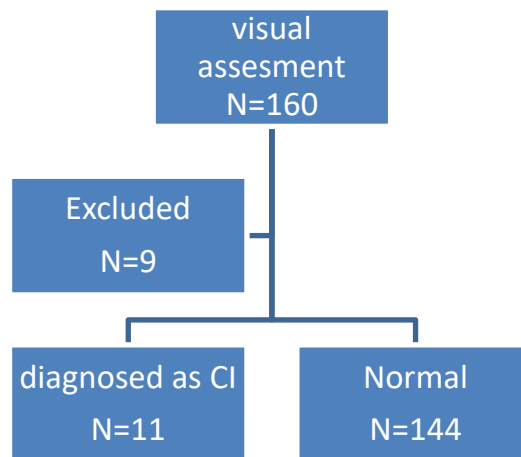 visual
assesment
N=160
Excluded
N=9
diagnosed as CI
N=11
Normal
N=144